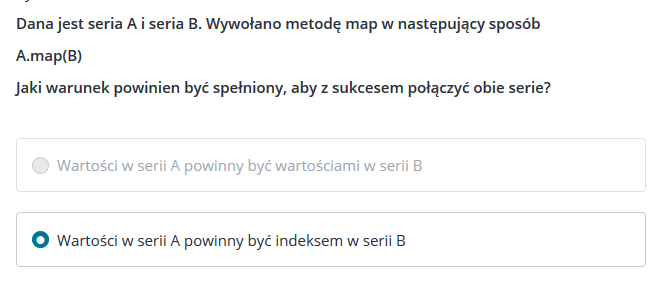 Dana jest seria A i seria B. Wywołano metodę map w następujący sposób
A.map(B)
Jaki warunek powinien być spełniony, aby z sukcesem połączyć obie serie?
Wartości w serii A powinny być wartościami w serii B
Wartości w serii A powinny być indeksem w serii B